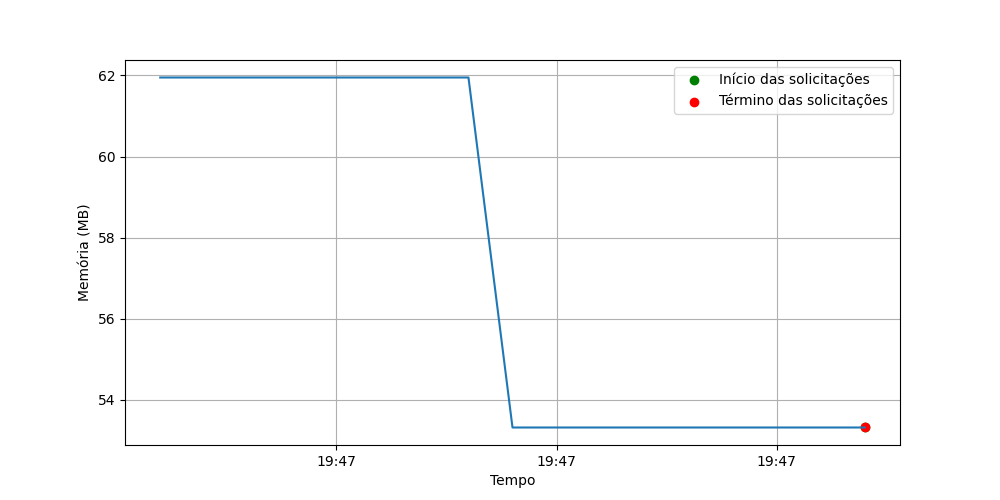 Início das solicitações
Término das solicitações
Memória (MB)
62
60
58
56
54
19:47
19:47
19:47
Tempo